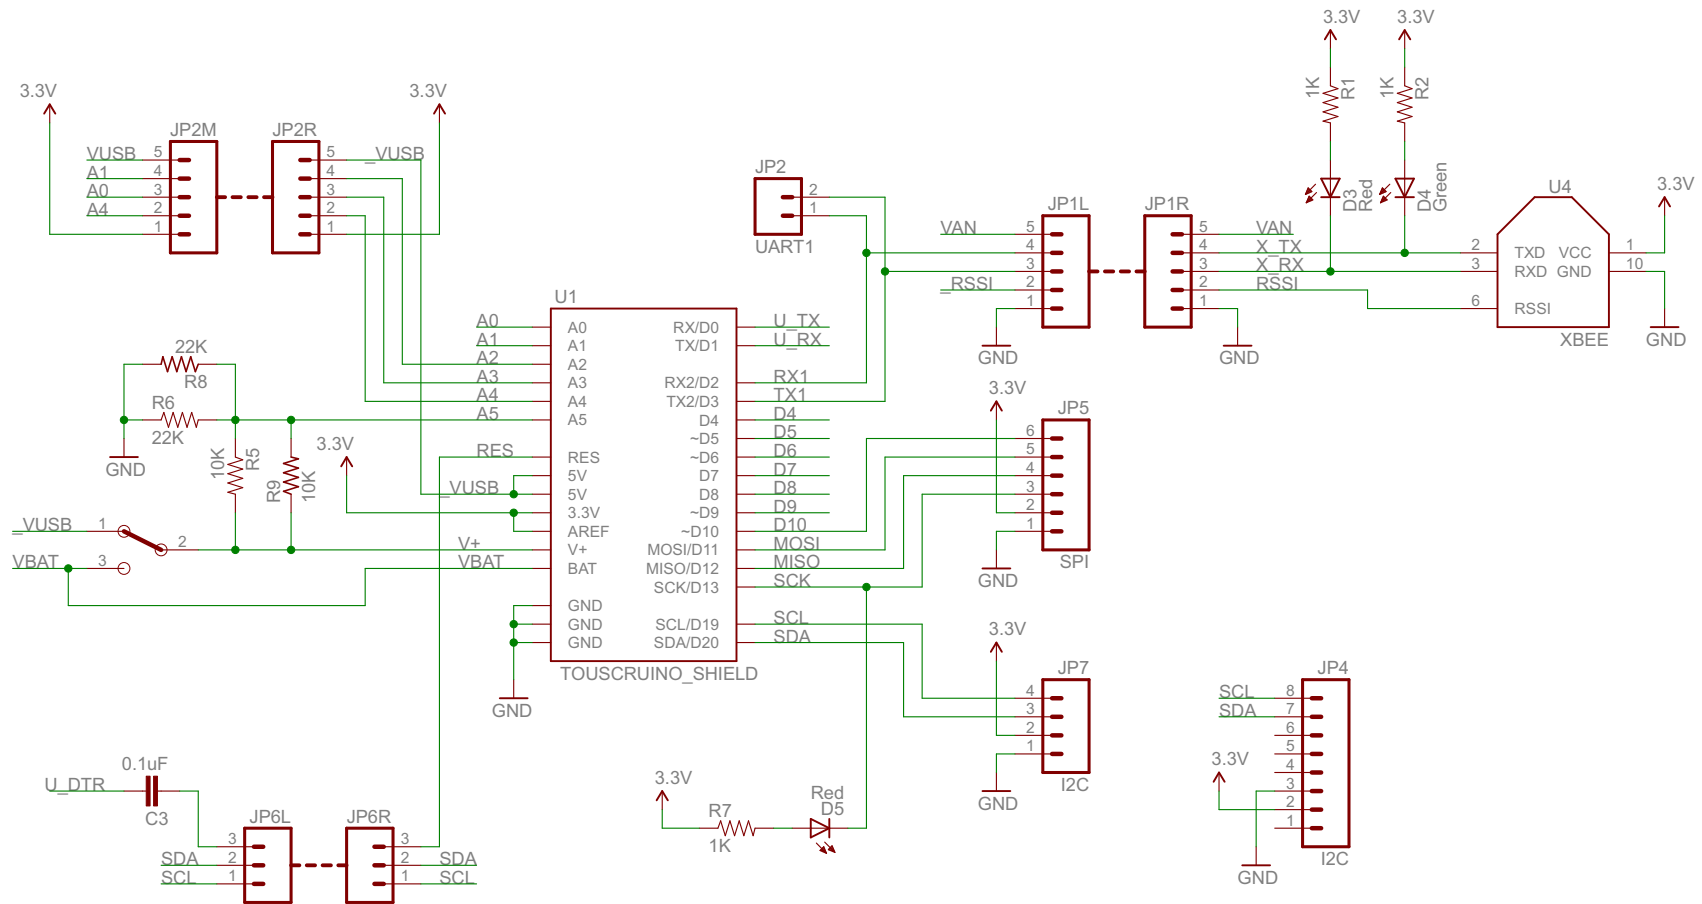 3.3V
3.3V
JP2M
JP2R
VUSB
A1
A0
A4
5
4
3
2
1
5
4
3
2
1
_VUSB
JP2
2
1
UART1
3.3V
3.3V
1K
R1
1K
R2
D3
Red
D4
Green
JP1L
JP1R
VAN
_RSSI
5
4
3
2
1
GND
5
4
3
2
1
VAN
X_TX
X_RX
RSSI
GND
U4
3.3V
2
3
6
TXD
RXD
RSSI
VCC
GND
1
10
XBEE
GND
U1
A0
A1
A2
A3
A4
A5
RES
_VUSB
V+
VBAT
A0
A1
A2
A3
A4
A5
RES
5V
5V
3.3V
AREF
V+
BAT
GND
GND
GND
RX/D0
TX/D1
RX2/D2
TX2/D3
D4
~D5
~D6
D7
D8
~D9
~D10
MOSI/D11
MISO/D12
SCK/D13
SCL/D19
SDA/D20
U_TX
U_RX
RX1
TX1
D4
D5
D6
D7
D8
D9
D10
MOSI
MISO
SCK
SCL
SDA
TOUSCRUINO_SHIELD
GND
22K
R8
R6
22K
GND
10K
R5
R9
10K
3.3V
_VUSB
VBAT
1
2
3
3.3V
JP5
6
5
4
3
2
1
GND
SPI
3.3V
JP7
4
3
2
1
GND
I2C
JP4
SCL
SDA
8
7
6
5
4
3
2
1
3.3V
GND
I2C
0.1uF
U_DTR
C3
JP6L
JP6R
3
2
1
SDA
SCL
3
2
1
SDA
SCL
3.3V
R7
1K
Red
D5